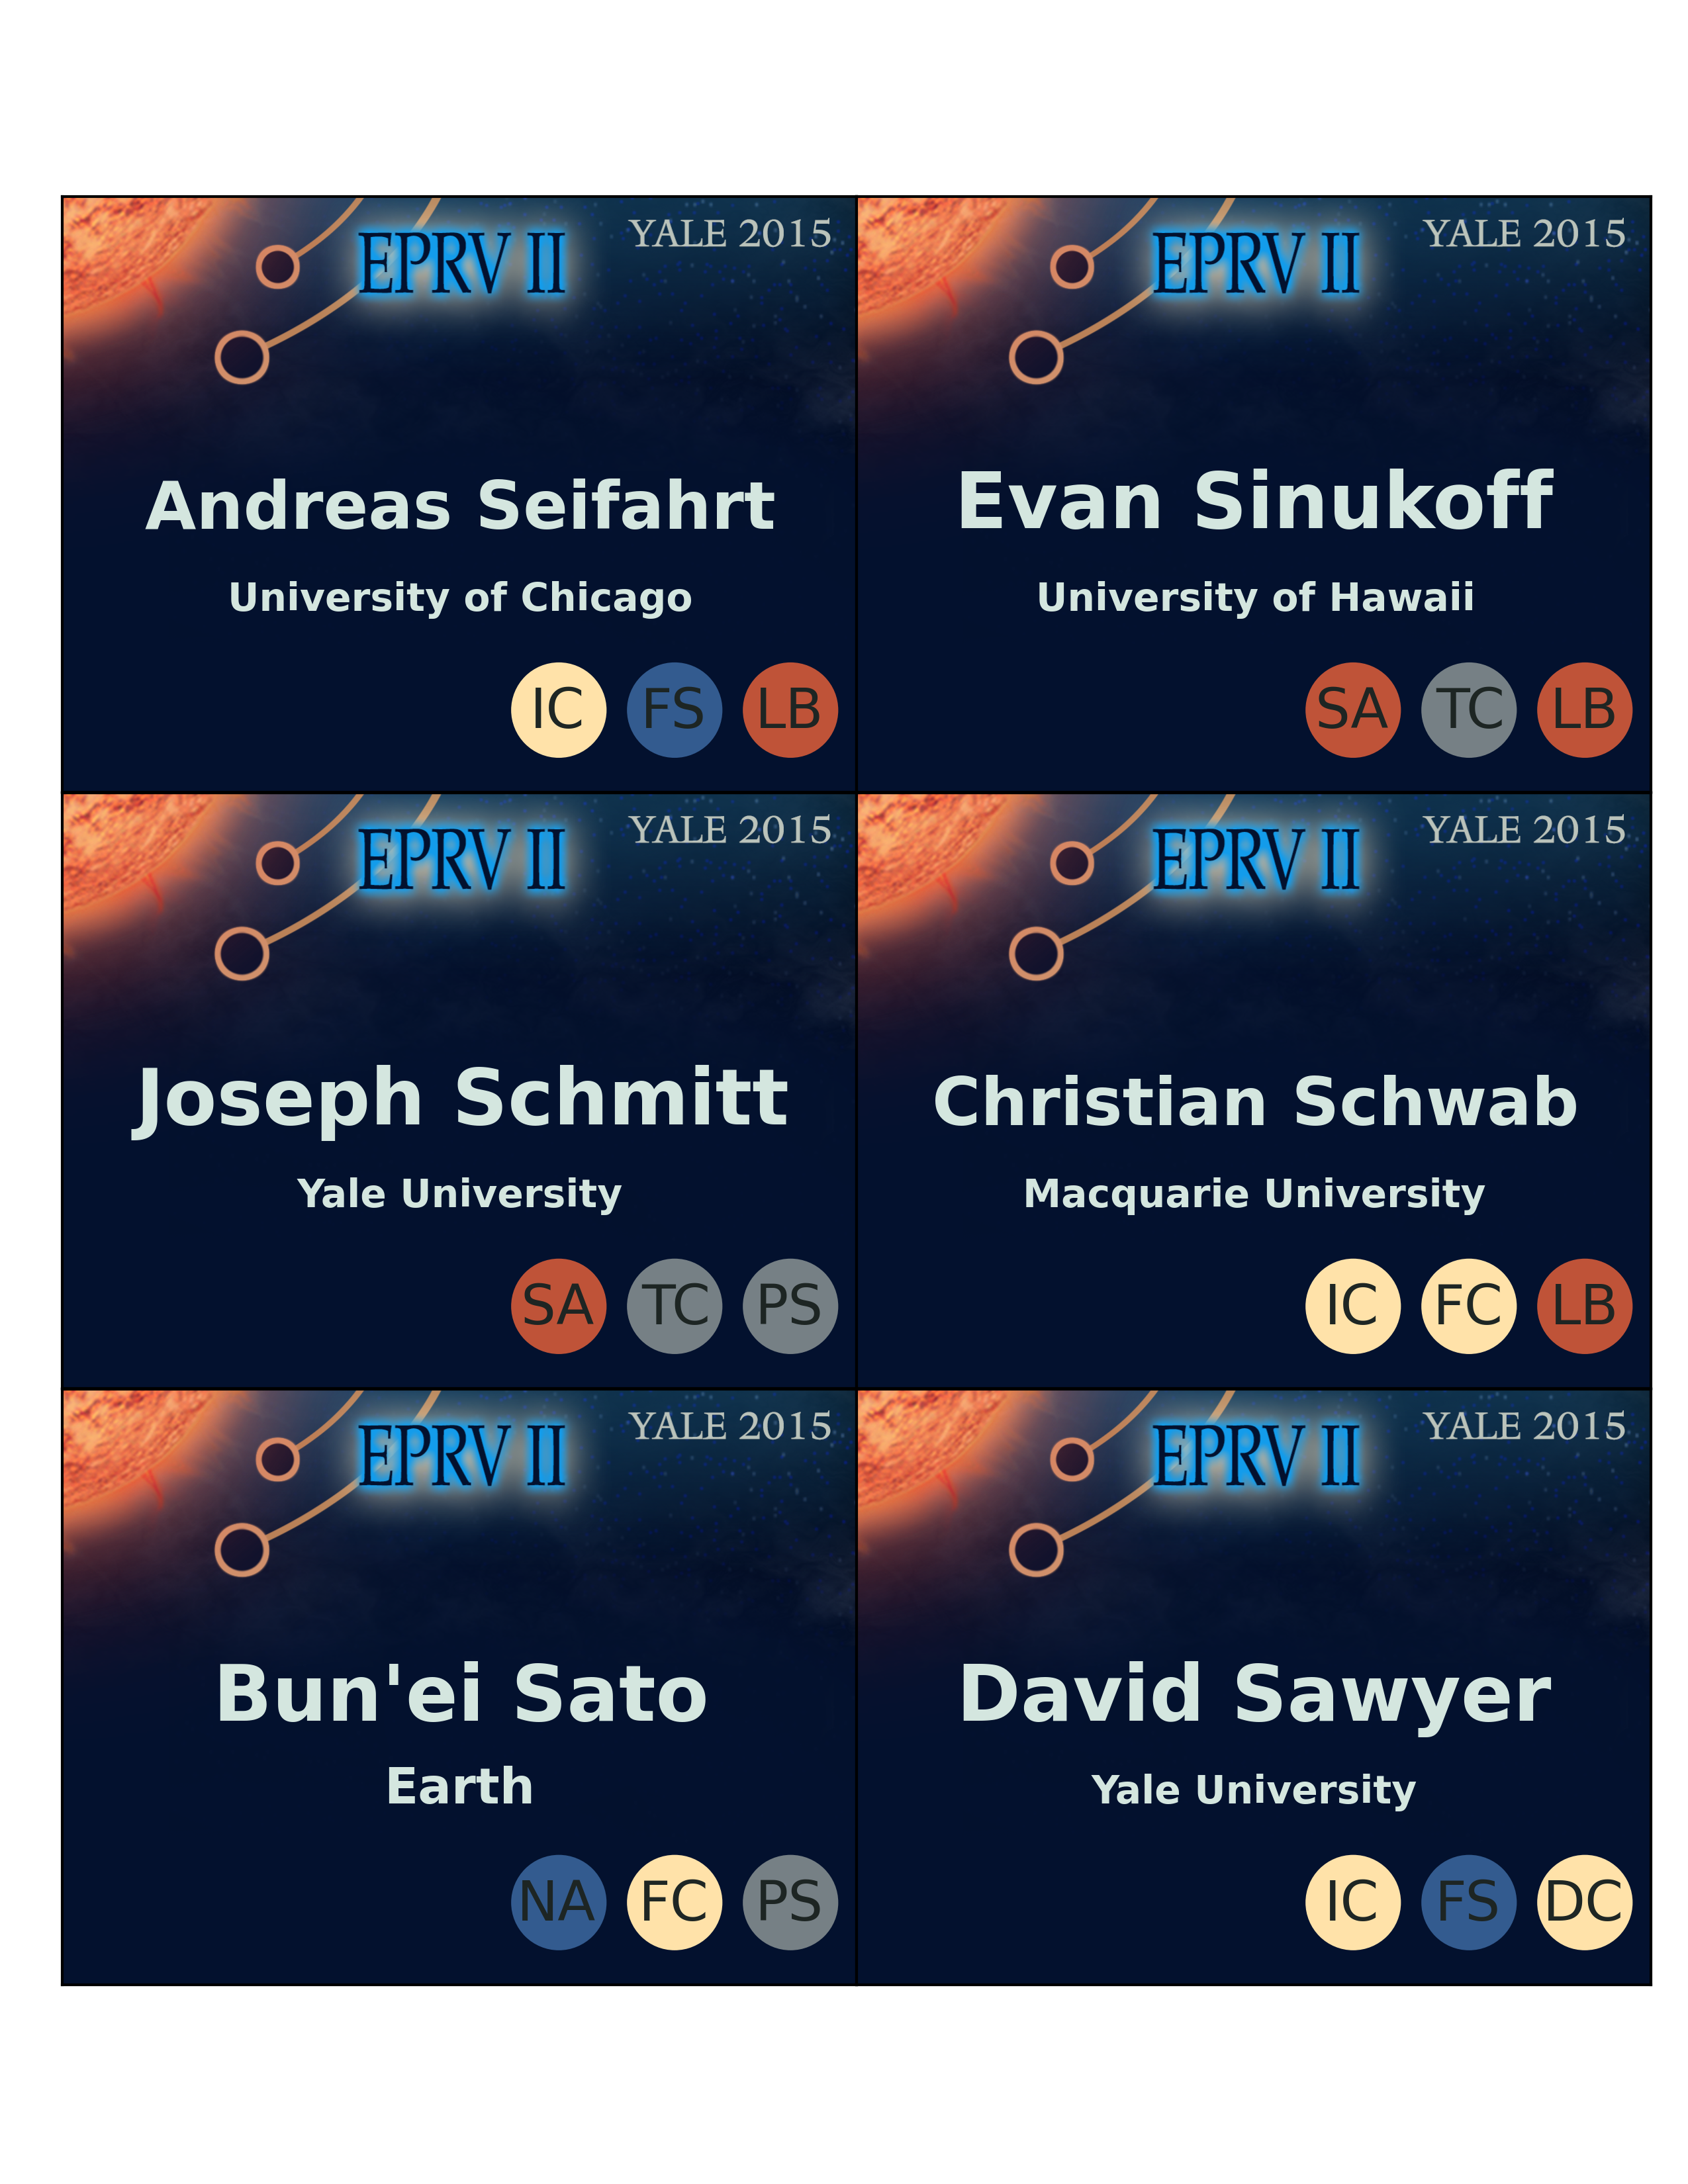 EPRV II YALE 2015
Andreas Seifahrt
University of Chicago
IC FS LB
EPRV II YALE 2015
Evan Sinukoff
University of Hawaii
SA TC LB
EPRV II YALE 2015
Joseph Schmitt
Yale University
SA TC PS
EPRV II YALE 2015
Christian Schwab
Macquarie University
IC FC LB
EPRV II YALE 2015
Bun'ei Sato
Earth
NA FC PS
EPRV II YALE 2015
David Sawyer
Yale University
IC FS DC